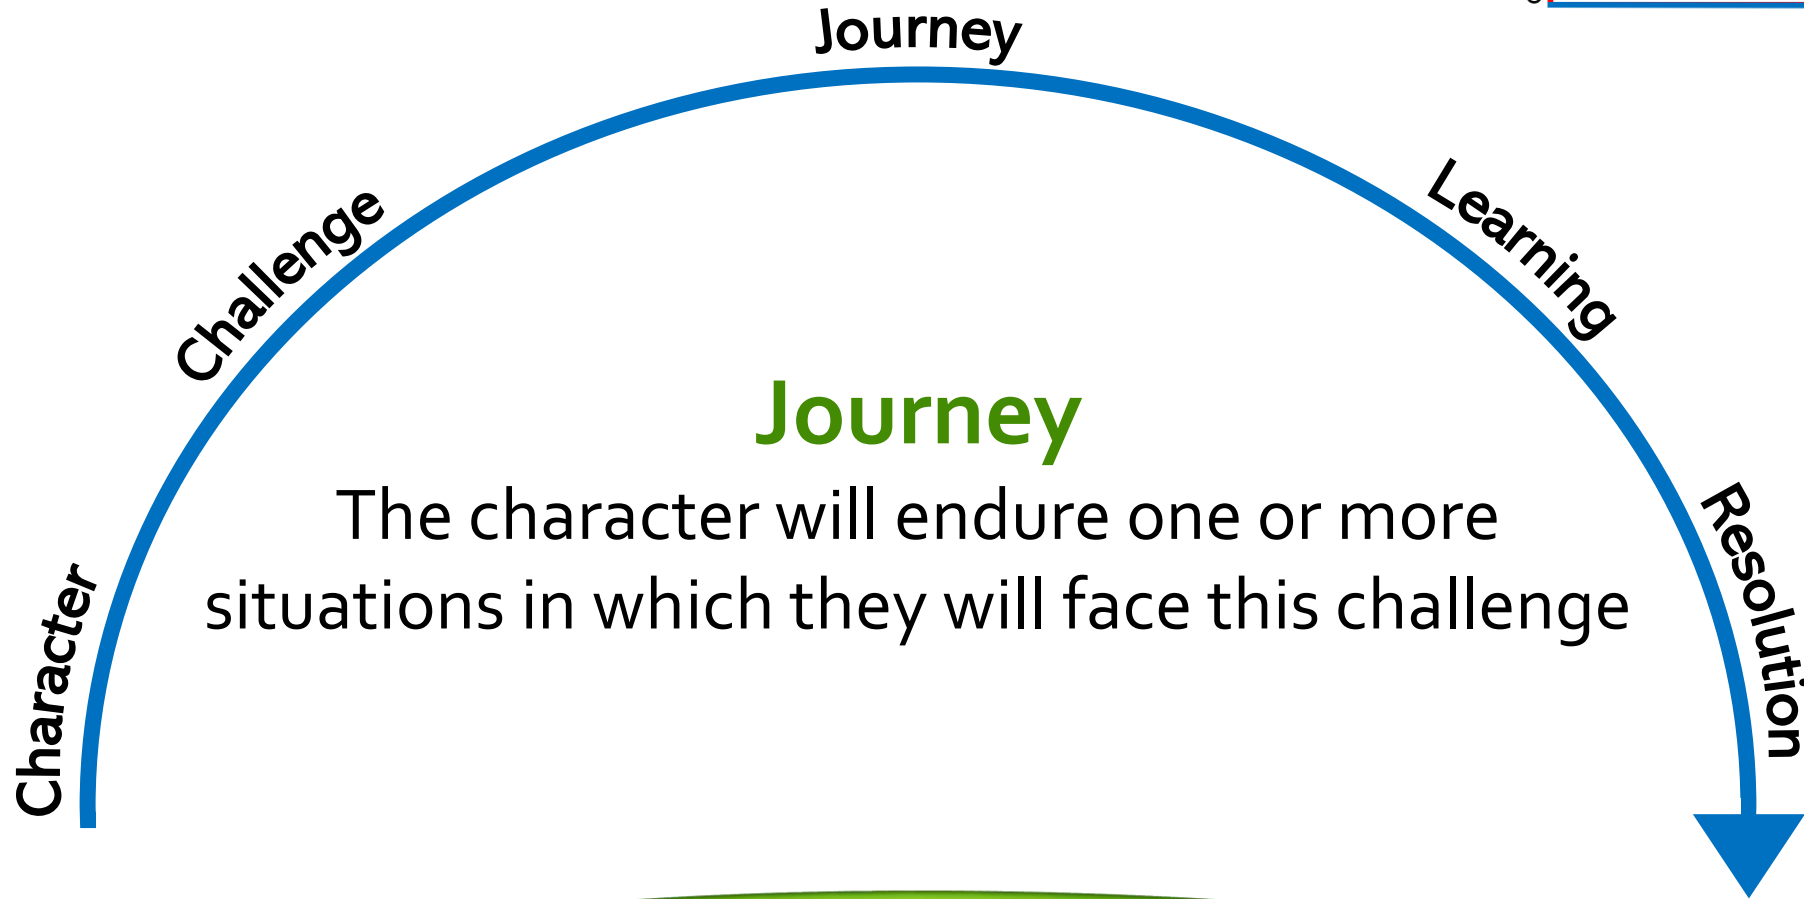 Journey
Challenge
Learning
Journey
The character will endure one or more
situations in which they will face this challenge
Character
Resolution